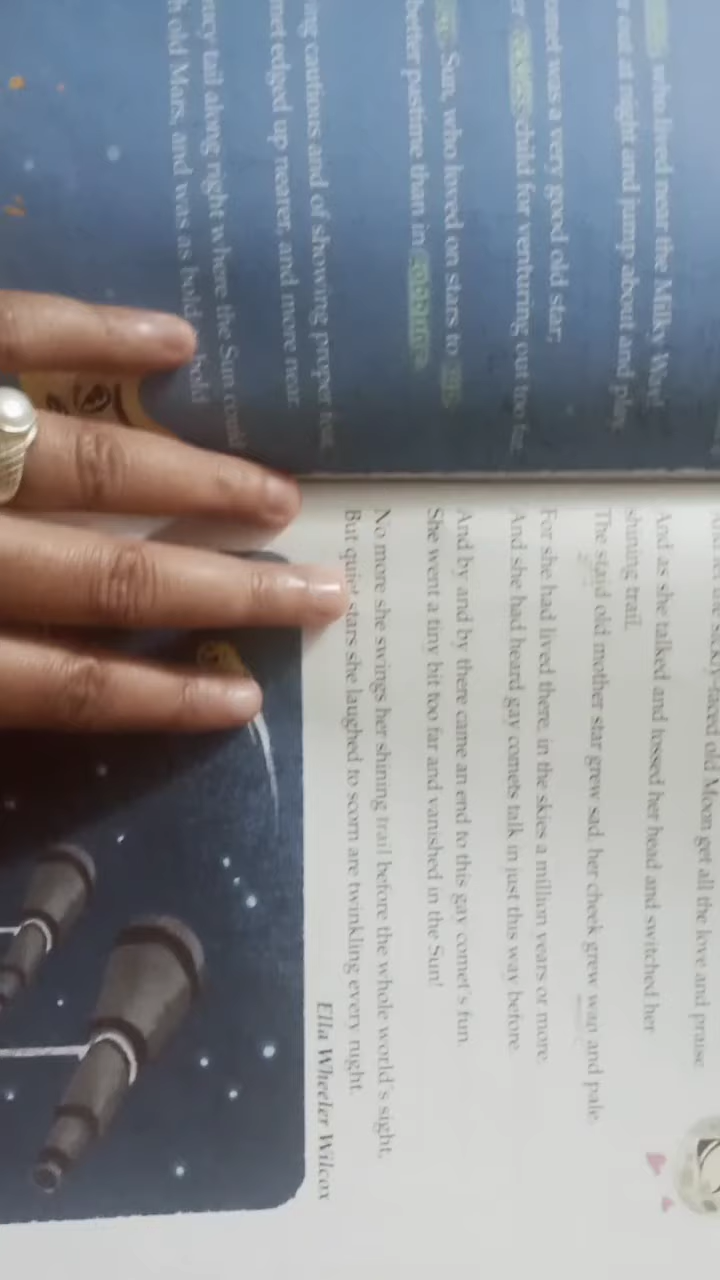 who lived near the Milky Way
out at night and jump about and play.
was a very good old star;
child for venturing out too far.
Sun, who loved on stars to
better pastime than in gobbling
cautious and of showing proper fear,
edged up nearer, and more near.
tail along right where the Sun could
old Mars, and was as bold bold
old Moon get all the love and praise
And as she talked and tossed her head and switched her
shining trail,
The staid old mother star grew sad, her cheek grew wan and pale.
For she had lived there, in the skies a million years or more.
And she had heard gay comets talk in just this way before.
And by and by there came an end to this gay comet's fun.
She went a tiny bit too far and vanished in the Sun!
No more she swings her shining trail before the whole world's sight,
But quiet stars she laughed to scorn are twinkling every night.
Ella Wheeler Wilcox